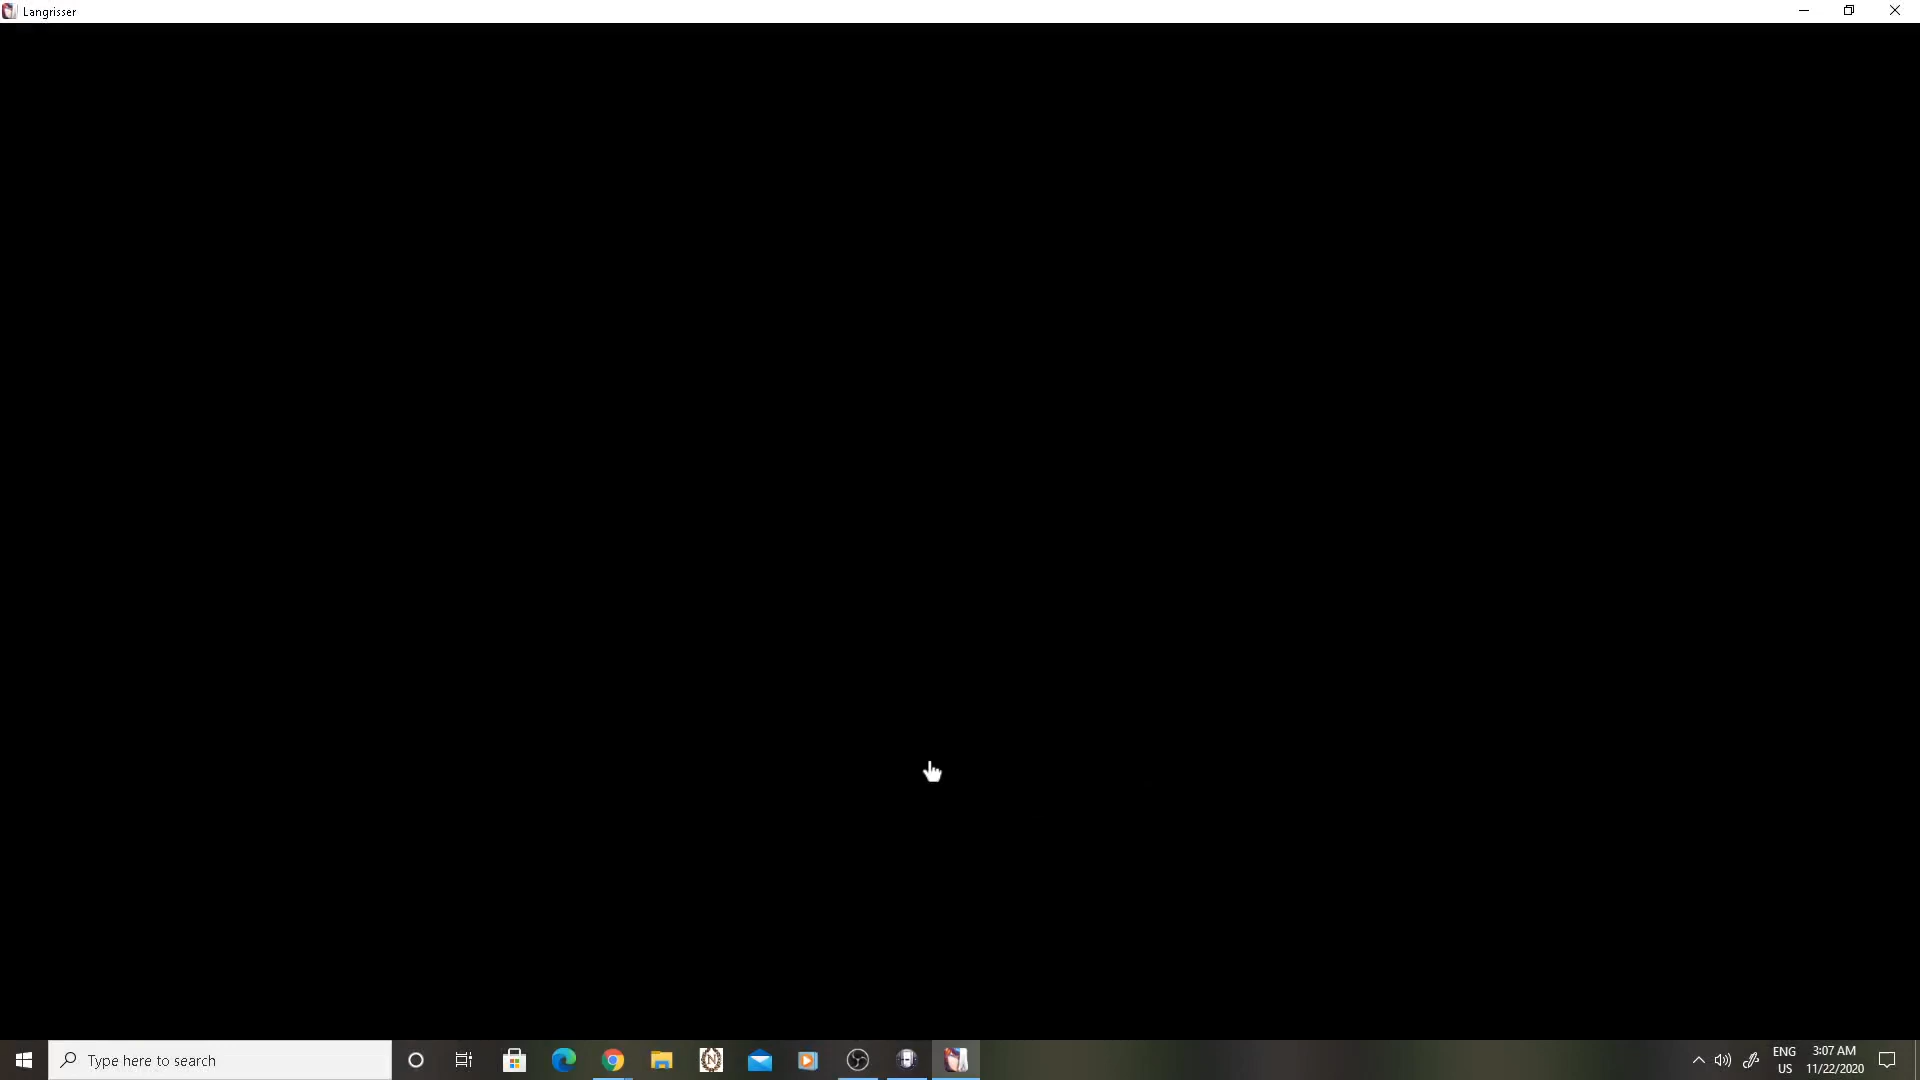 Langrisser
Type here to search
N
ENG
US
3:07 AM
11/22/2020